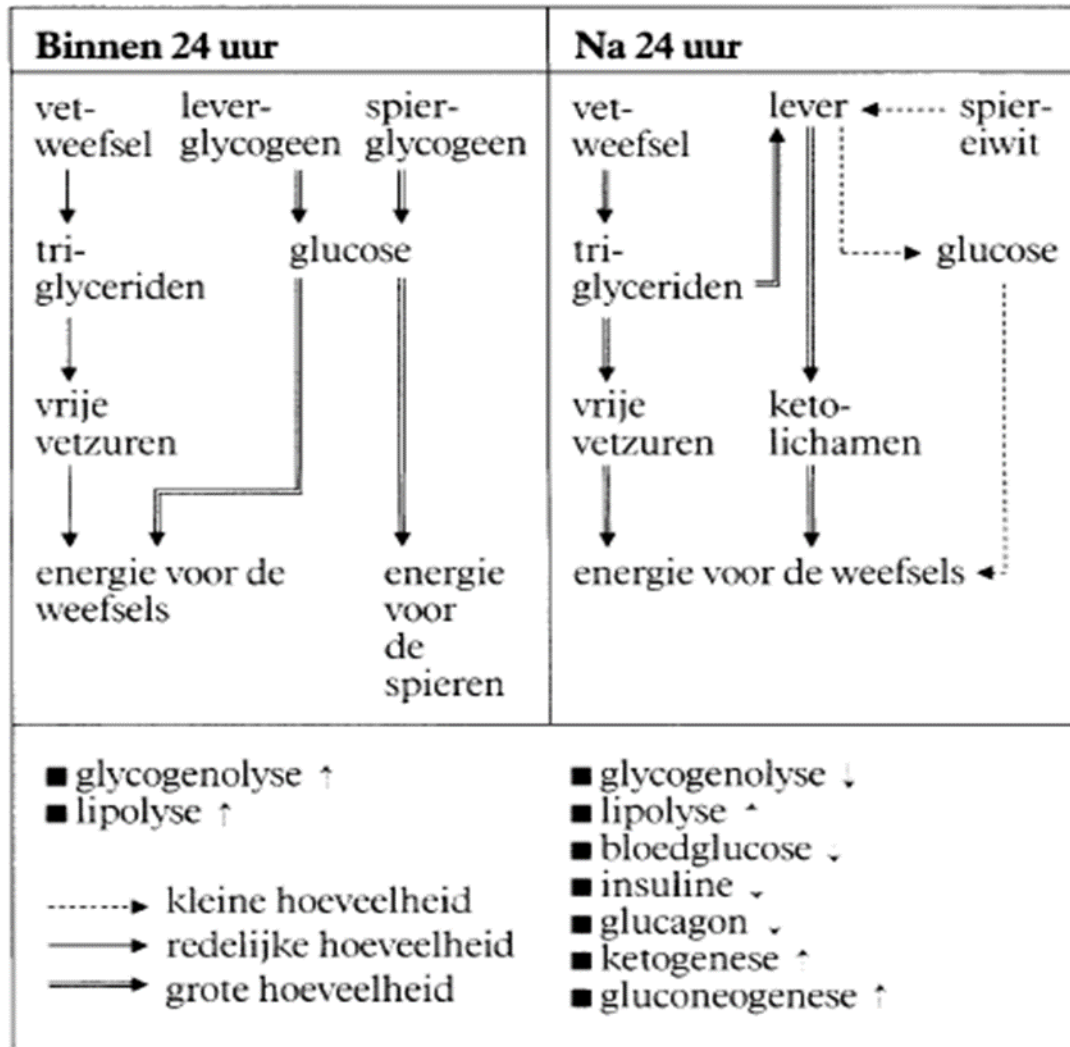 Binnen 24 uur
vet-
weefsel
lever-
glycogeen
spier-
glycogeen
tri-
glyceriden
glucose
vrije
vetzuren
energie voor de
weefsels
energie
voor
de
spieren
Na 24 uur
vet-
weefsel
lever
spier-
eiwit
tri-
glyceriden
glucose
vrije
vetzuren
keto-
lichamen
energie voor de weefsels
■ glycogenolyse ↑
■ lipolyse ↑
kleine hoeveelheid
redelijke hoeveelheid
grote hoeveelheid
■ glycogenolyse ↓
■ lipolyse ↑
■ bloedglucose ↓
■ insuline ↓
■ glucagon ↓
■ ketogenese ↑
■ gluconeogenese ↑